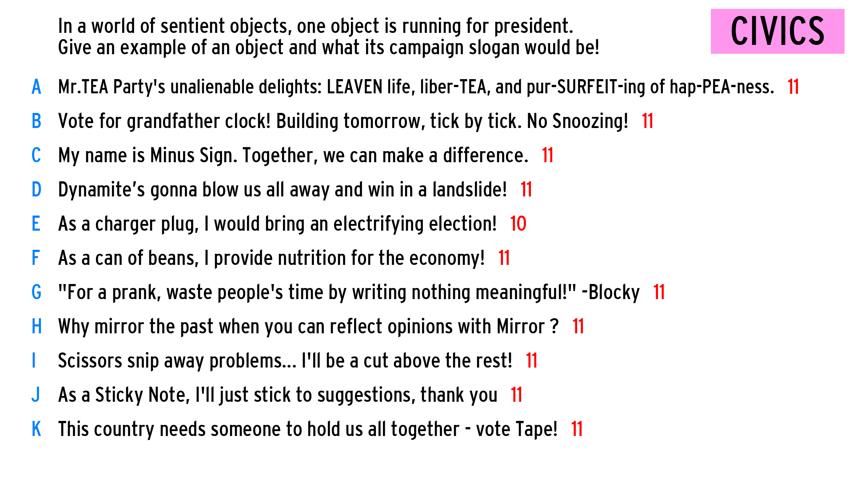 In a world of sentient objects, one object is running for president.
Give an example of an object and what its campaign slogan would be!
CIVICS
A Mr.TEA Party's unalienable delights: LEAVEN life, liber-TEA, and pur-SURFEIT-ing of hap-PEA-ness. 11
B Vote for grandfather clock! Building tomorrow, tick by tick. No Snoozing! 11
C My name is Minus Sign. Together, we can make a difference. 11
D Dynamite's gonna blow us all away and win in a landslide! 11
E As a charger plug, I would bring an electrifying election! 10
F As a can of beans, I provide nutrition for the economy! 11
G "For a prank, waste people's time by writing nothing meaningful!" -Blocky 11
H Why mirror the past when you can reflect opinions with Mirror ? 11
I Scissors snip away problems... I'll be a cut above the rest! 11
J As a Sticky Note, I'll just stick to suggestions, thank you 11
K This country needs someone to hold us all together - vote Tape! 11